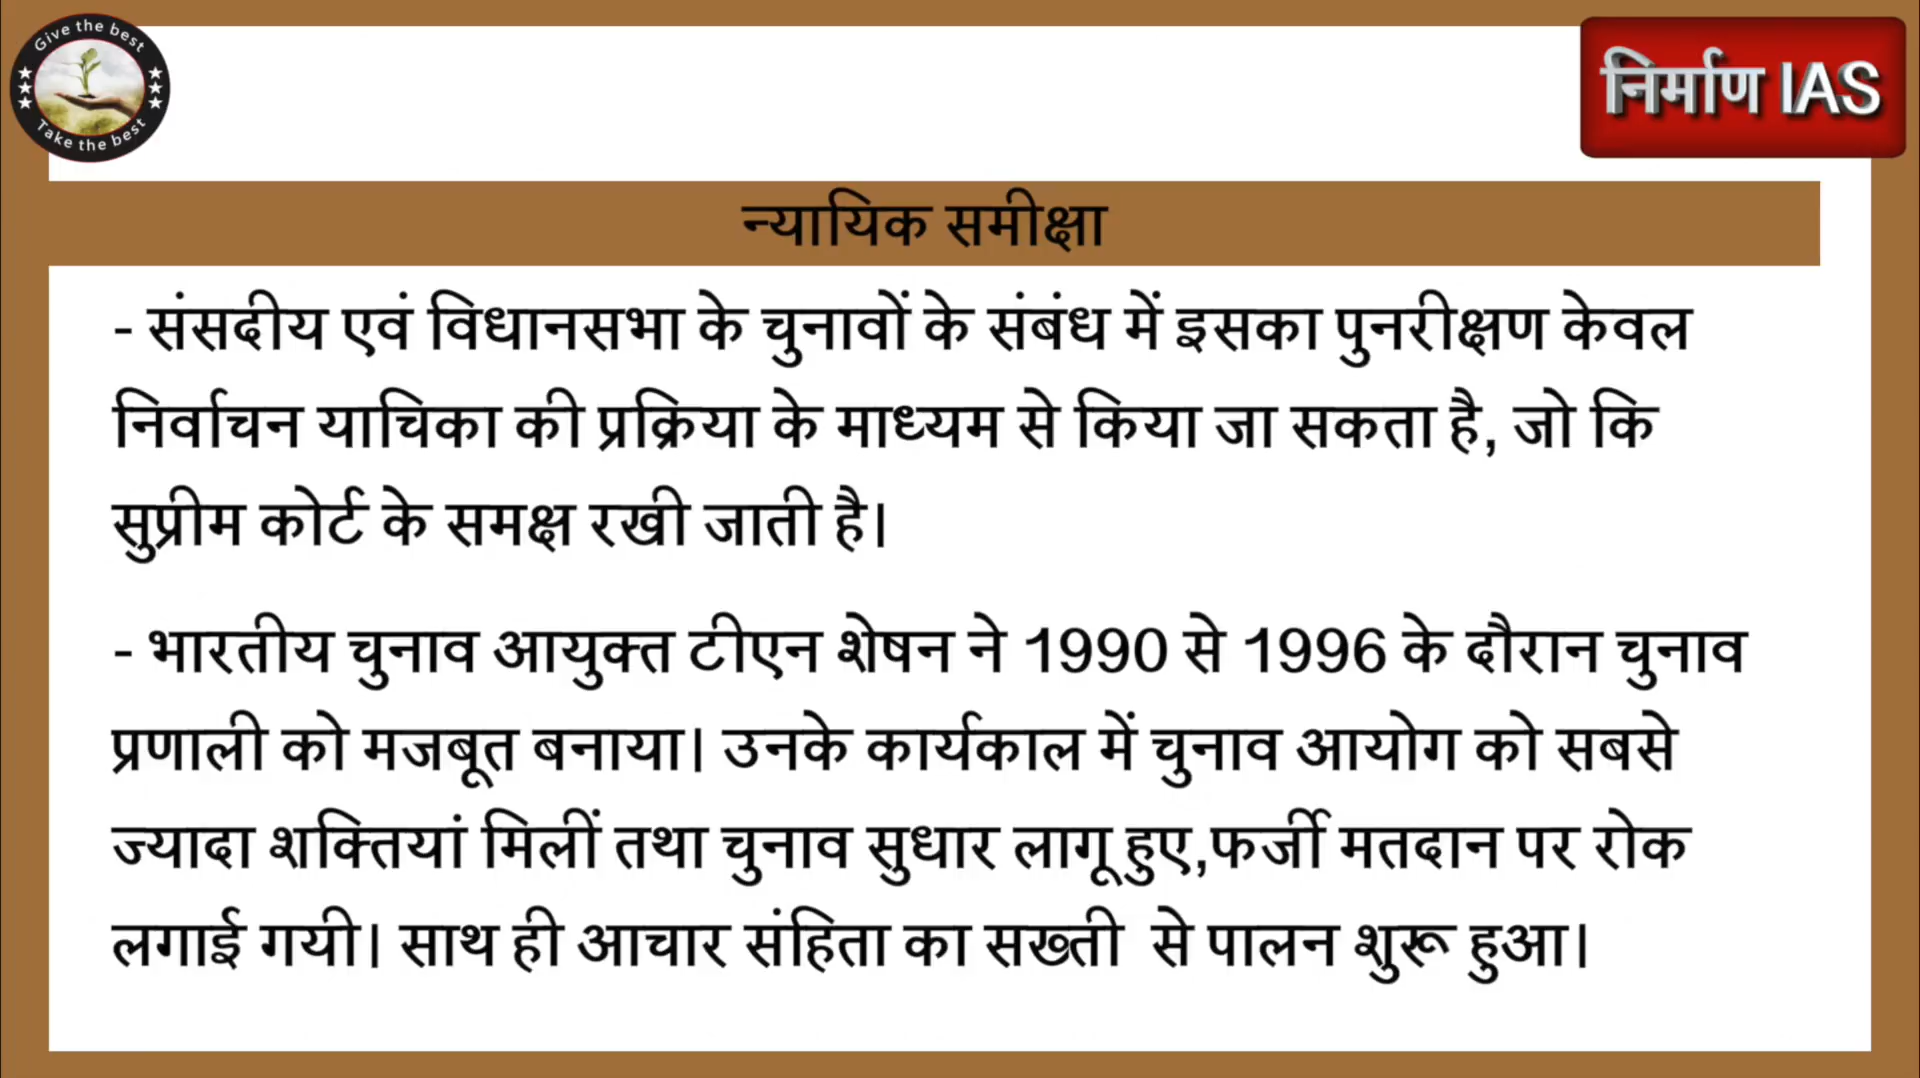 Give the best
Take the best
निर्माण IAS
न्यायिक समीक्षा
- संसदीय एवं विधानसभा के चुनावों के संबंध में इसका पुनरीक्षण केवल
निर्वाचन याचिका की प्रक्रिया के माध्यम से किया जा सकता है, जो कि
सुप्रीम कोर्ट के समक्ष रखी जाती है।
- भारतीय चुनाव आयुक्त टीएन शेषन ने 1990 से 1996 के दौरान चुनाव
प्रणाली को मजबूत बनाया। उनके कार्यकाल में चुनाव आयोग को सबसे
ज्यादा शक्तियां मिलीं तथा चुनाव सुधार लागू हुए,फर्जी मतदान पर रोक
लगाई गयी। साथ ही आचार संहिता का सख्ती  से पालन शुरू हुआ।